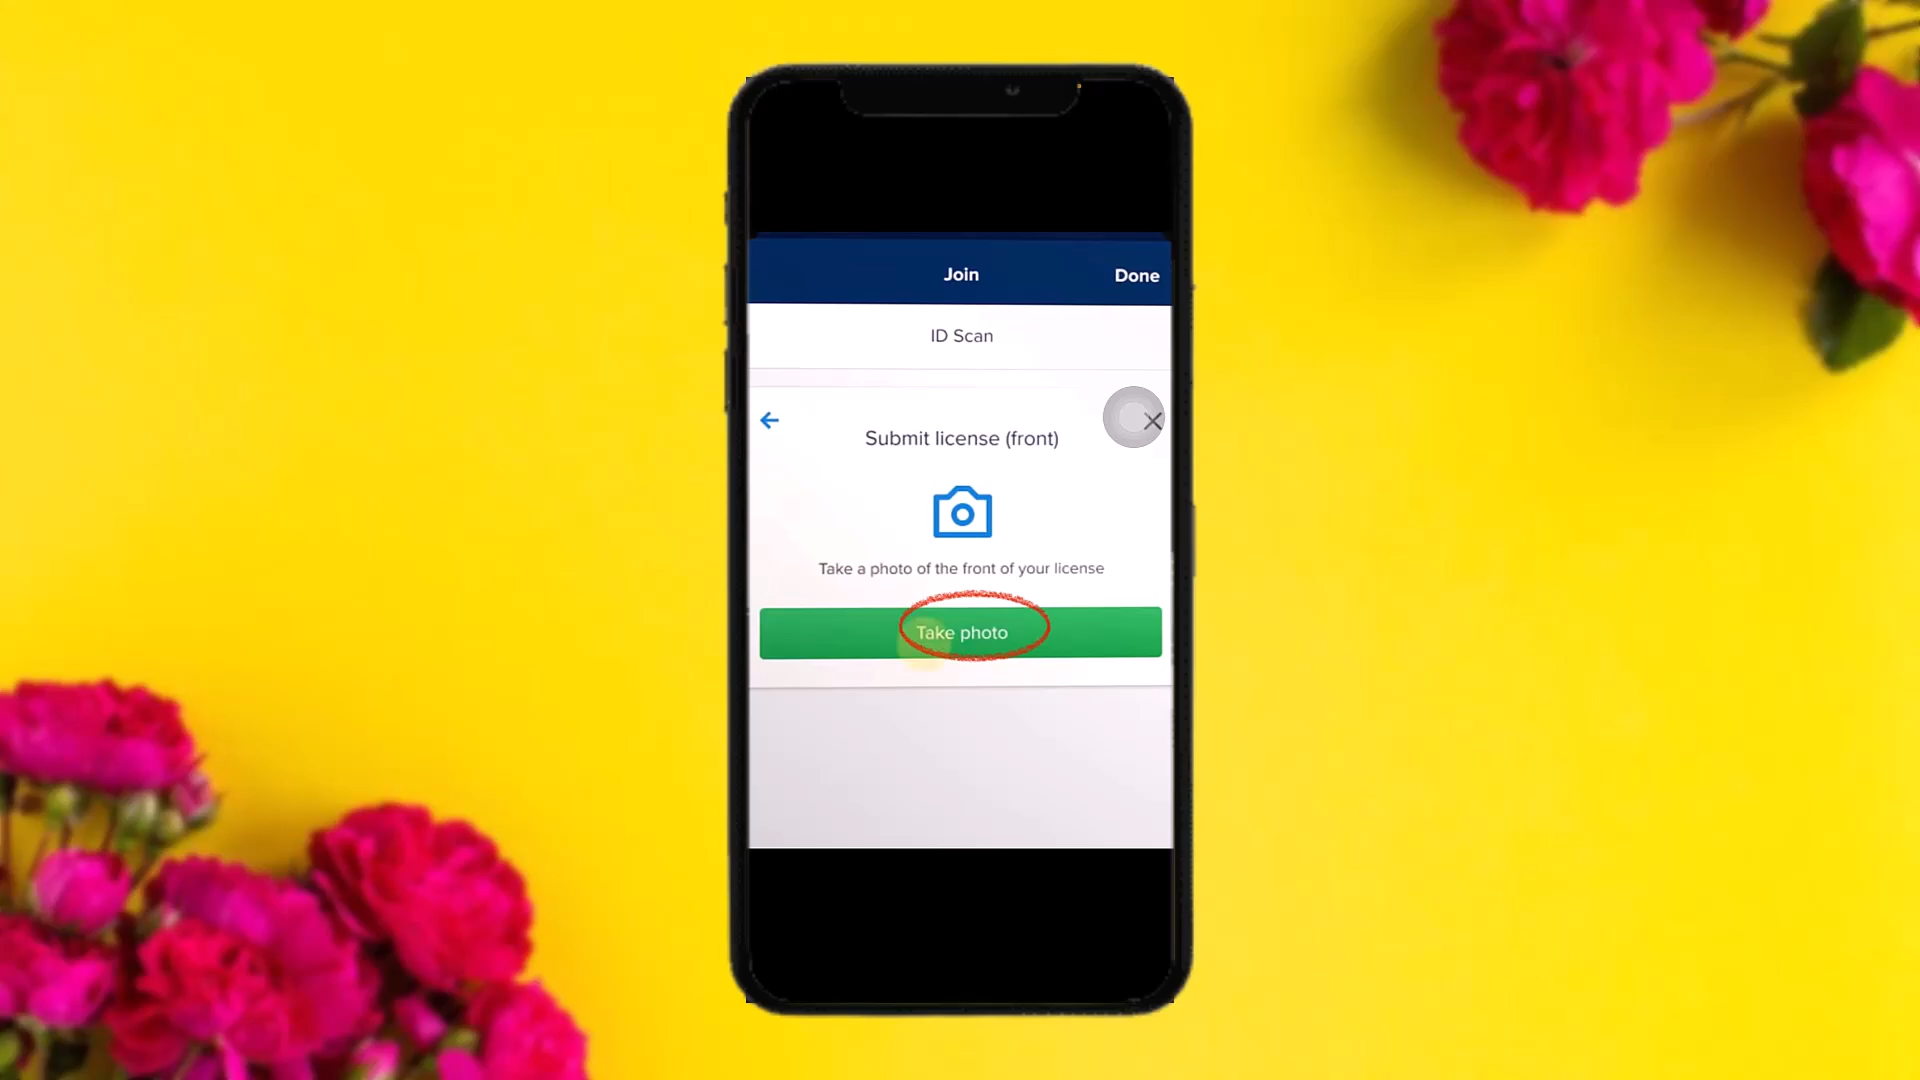 Join
Done
ID Scan
Submit license (front)
Take a photo of the front of your license
Take photo